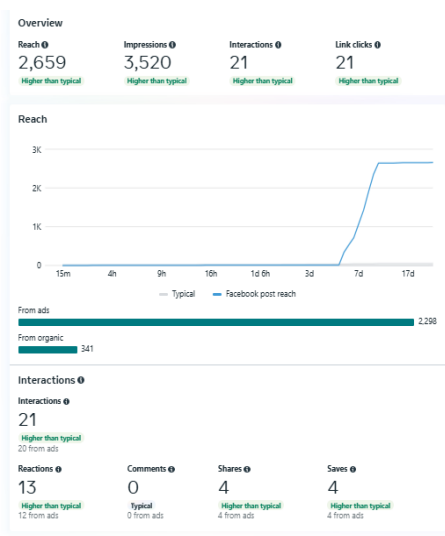 Overview
Reach Impressions Interactions Link clicks
2,659 3,520 21 21
Higher than typical Higher than typical Higher than typical Higher than typical
Reach
3K
2K
1K
0
15m 4h 9h 16h 1d 6h 3d 7d 17d
Typical Facebook post reach
From ads
2,298
From organic
341
Interactions
Interactions
21
Higher than typical
20 from ads
Reactions Comments Shares Saves
13 0 4 4
Higher than typical Typical Higher than typical Higher than typical
12 from ads 0 from ads 4 from ads 4 from ads